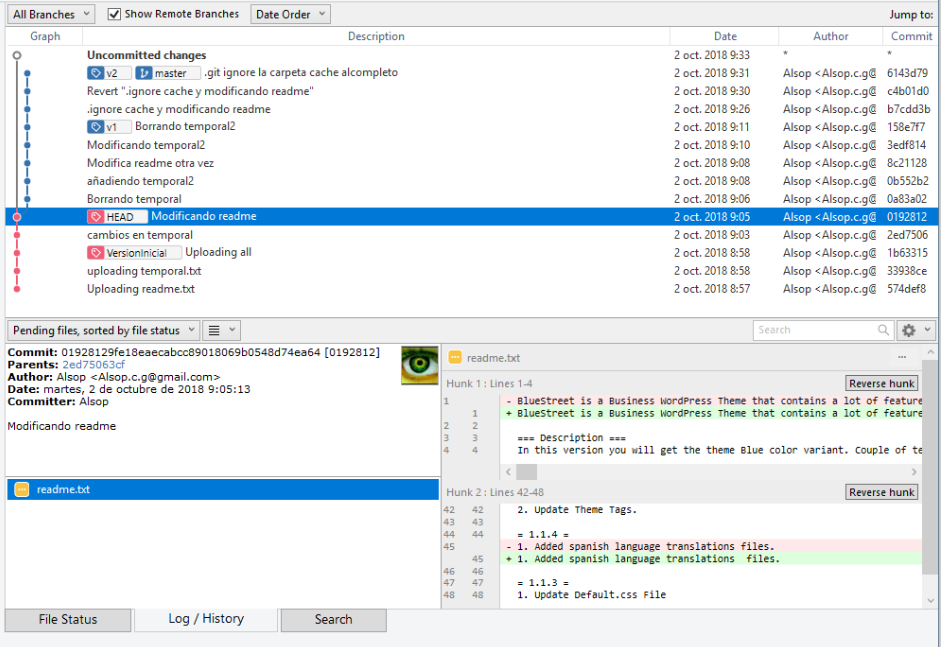 All Branches Show Remote Branches Date Order Jump to:
Graph Description Date Author Commit
Uncommitted changes 2 oct. 2018 9:33 * *
v2 master .git ignore la carpeta cache alcompleto 2 oct. 2018 9:31 Alsop <Alsop.c.g@ 6143d79
Revert ".ignore cache y modificando readme" 2 oct. 2018 9:30 Alsop <Alsop.c.g@ c4b01d0
.ignore cache y modificando readme 2 oct. 2018 9:26 Alsop <Alsop.c.g@ b7cdd3b
v1 Borrando temporal2 2 oct. 2018 9:11 Alsop <Alsop.c.g@ 158e7f7
Modificando temporal2 2 oct. 2018 9:10 Alsop <Alsop.c.g@ 3edf814
Modifica readme otra vez 2 oct. 2018 9:08 Alsop <Alsop.c.g@ 8c21128
añadiendo temporal2 2 oct. 2018 9:08 Alsop <Alsop.c.g@ 0b552b2
Borrando temporal 2 oct. 2018 9:06 Alsop <Alsop.c.g@ 0a83a02
HEAD Modificando readme 2 oct. 2018 9:05 Alsop <Alsop.c.g@ 0192812
cambios en temporal 2 oct. 2018 9:03 Alsop <Alsop.c.g@ 2ed7506
VersionInicial Uploading all 2 oct. 2018 8:58 Alsop <Alsop.c.g@ 1b63315
uploading temporal.txt 2 oct. 2018 8:58 Alsop <Alsop.c.g@ 33938ce
Uploading readme.txt 2 oct. 2018 8:57 Alsop <Alsop.c.g@ 574def8
Pending files, sorted by file status Search
Commit: 01928129fe18eaecabcc89018069b0548d74ea64 [0192812]
Parents: 2ed75063cf
Author: Alsop <Alsop.c.g@gmail.com>
Date: martes, 2 de octubre de 2018 9:05:13
Committer: Alsop
Modificando readme
readme.txt
readme.txt ...
Hunk 1 : Lines 1-4 Reverse hunk
1 - BlueStreet is a Business WordPress Theme that contains a lot of feature
1 + BlueStreet is a Business WordPress Theme that contains a lot of feature
2 2
3 3 === Description ===
4 4 In this version you will get the theme Blue color variant. Couple of te
Hunk 2 : Lines 42-48 Reverse hunk
42 42 2. Update Theme Tags.
43 43
44 44 = 1.1.4 =
45 - 1. Added spanish language translations files.
45 + 1. Added spanish language translations  files.
46 46
47 47 = 1.1.3 =
48 48 1. Update Default.css File
File Status Log / History Search